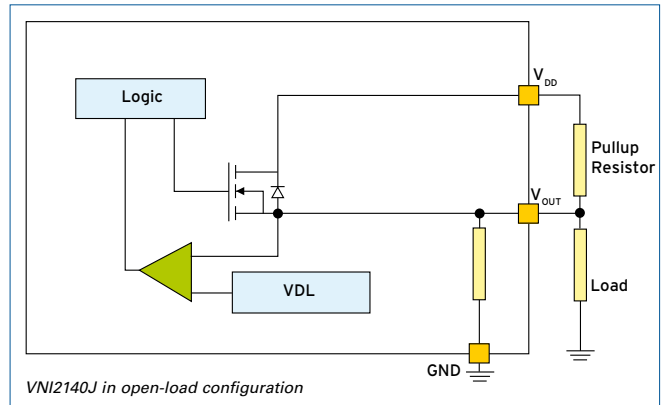 Logic
VDD
Pullup
Resistor
VOUT
VDL
Load
GND
VNI2140J in open-load configuration